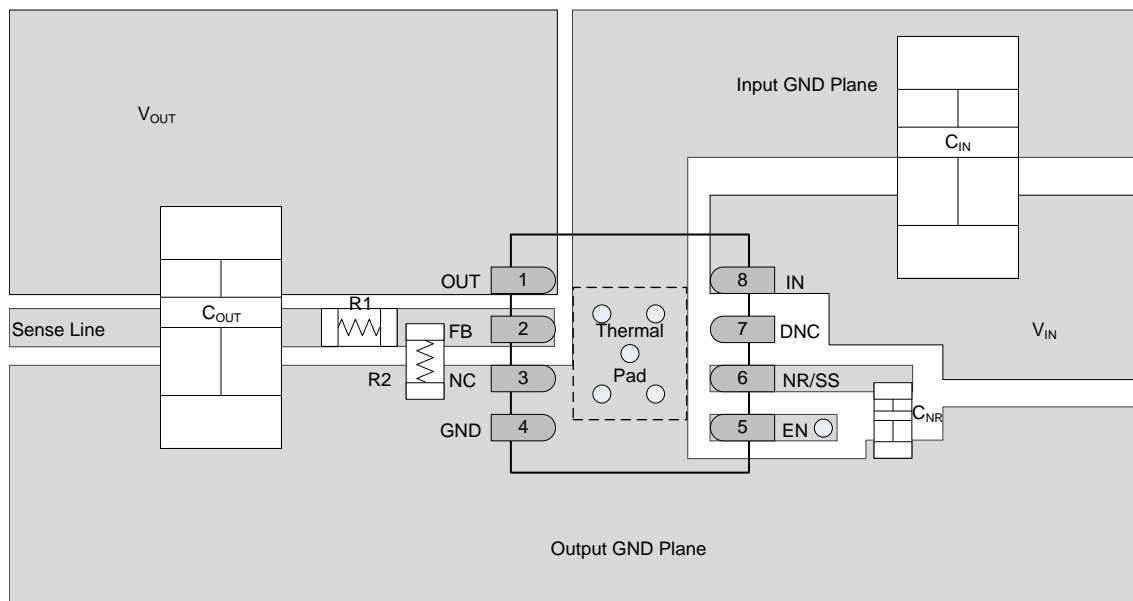 Input GND Plane
VOUT
CIN
OUT
1
8
IN
R1
COUT
Sense Line
FB
2
Thermal
7
DNC
VIN
R2
NC
3
Pad
6
NR/SS
CNR
GND
4
5
EN
Output GND Plane